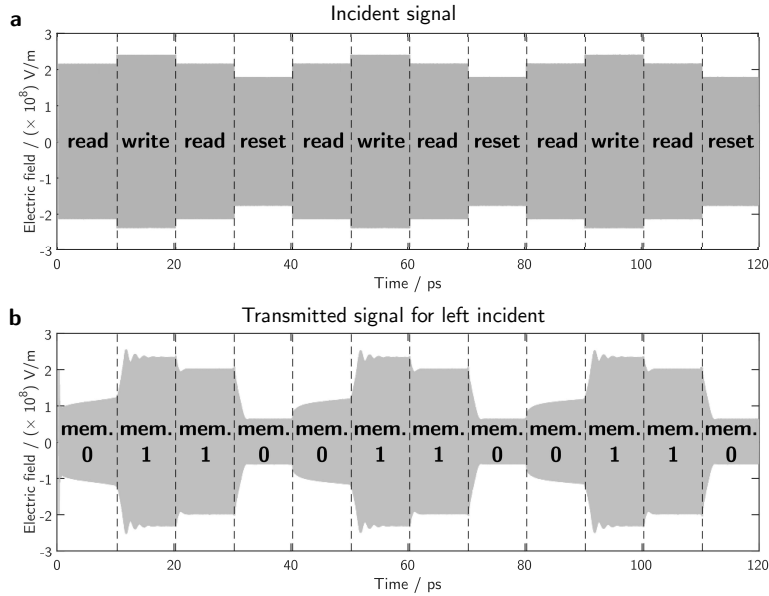 a
Incident signal
Electric field / (× 10⁸) V/m
3
2
1
0
-1
-2
-3
read write read reset read write read reset read write read reset
0 20 40 60 80 100 120
Time / ps
b
Transmitted signal for left incident
Electric field / (× 10⁸) V/m
3
2
1
0
-1
-2
-3
mem. mem. mem. mem. mem. mem. mem. mem. mem. mem. mem. mem.
0 1 1 0 0 1 1 0 0 1 1 0
0 20 40 60 80 100 120
Time / ps